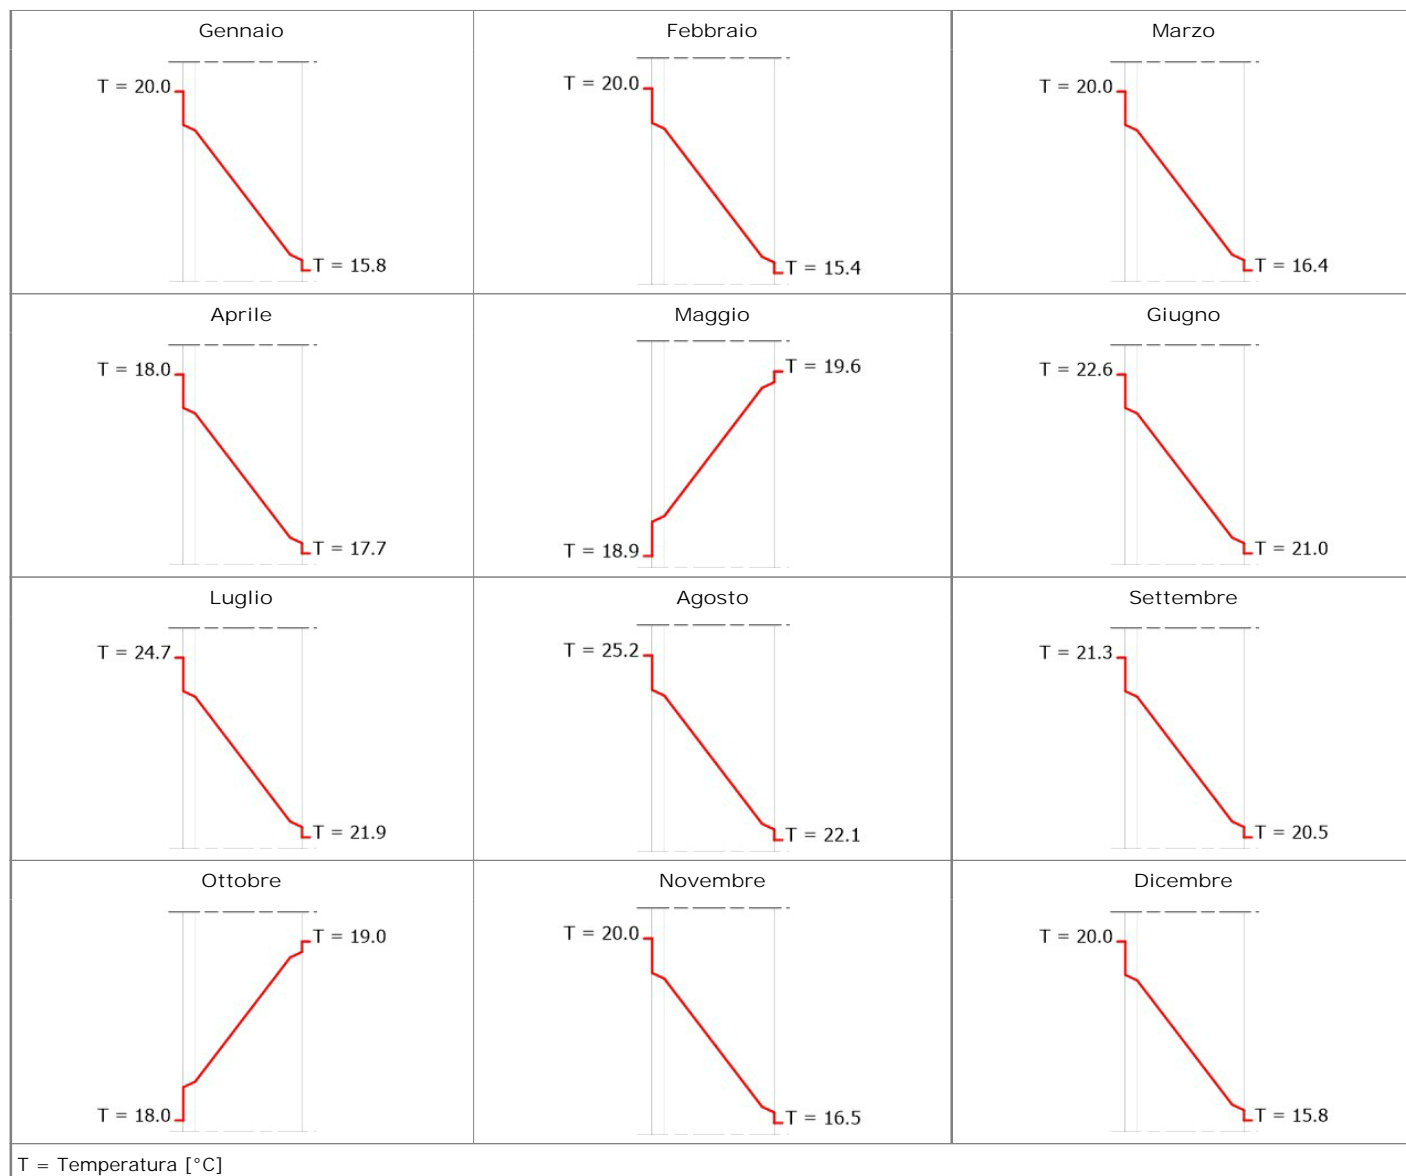 Gennaio
T = 20.0
T = 15.8
Febbraio
T = 20.0
T = 15.4
Marzo
T = 20.0
T = 16.4
Aprile
T = 18.0
T = 17.7
Maggio
T = 19.6
T = 18.9
Giugno
T = 22.6
T = 21.0
Luglio
T = 24.7
T = 21.9
Agosto
T = 25.2
T = 22.1
Settembre
T = 21.3
T = 20.5
Ottobre
T = 19.0
T = 18.0
Novembre
T = 20.0
T = 16.5
Dicembre
T = 20.0
T = 15.8
T = Temperatura [°C]